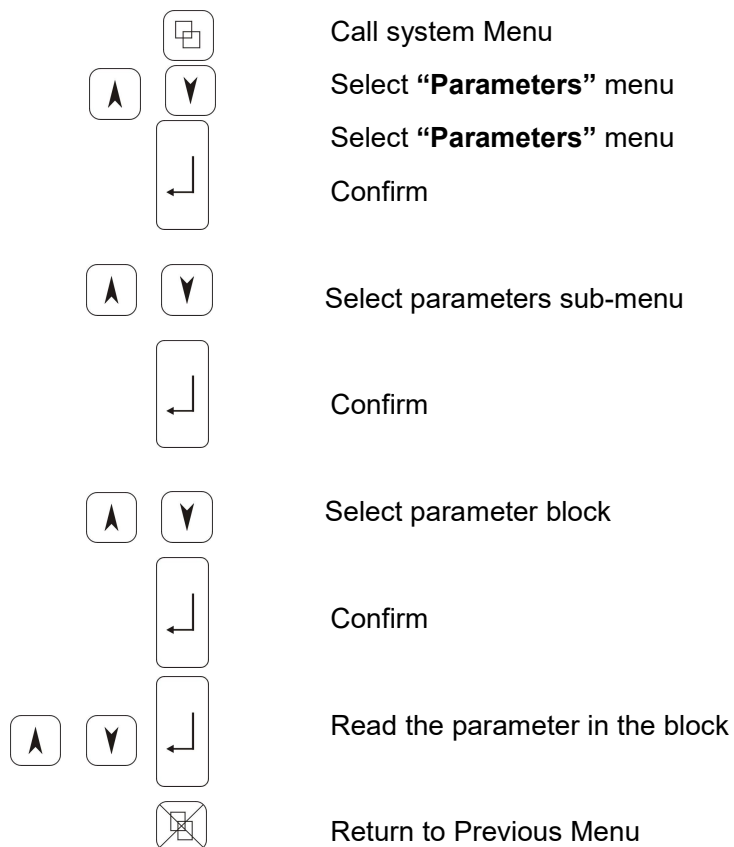 Call system Menu
Select “Parameters” menu
Select “Parameters” menu
Confirm
Select parameters sub-menu
Confirm
Select parameter block
Confirm
Read the parameter in the block
Return to Previous Menu